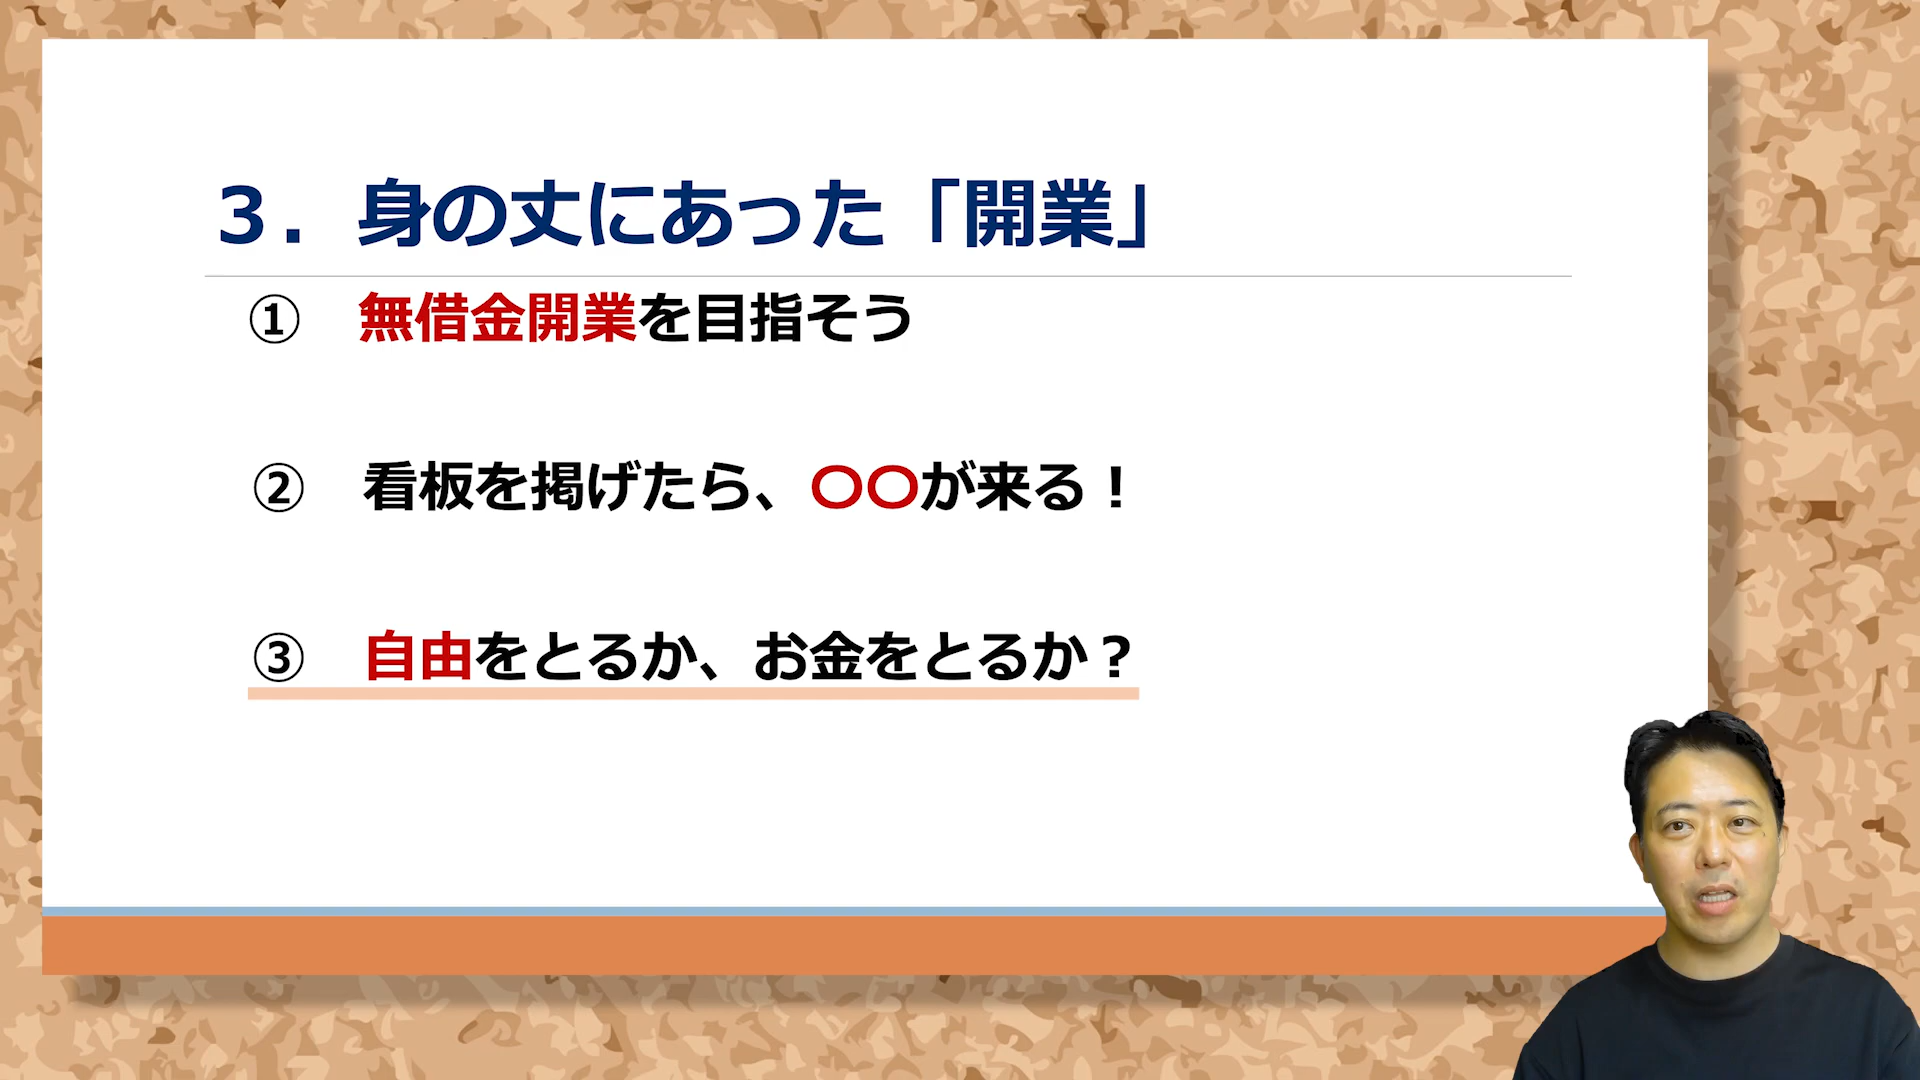 ３．身の丈にあった「開業」
①　無借金開業を目指そう
②　看板を掲げたら、〇〇が来る！
③　自由をとるか、お金をとるか？